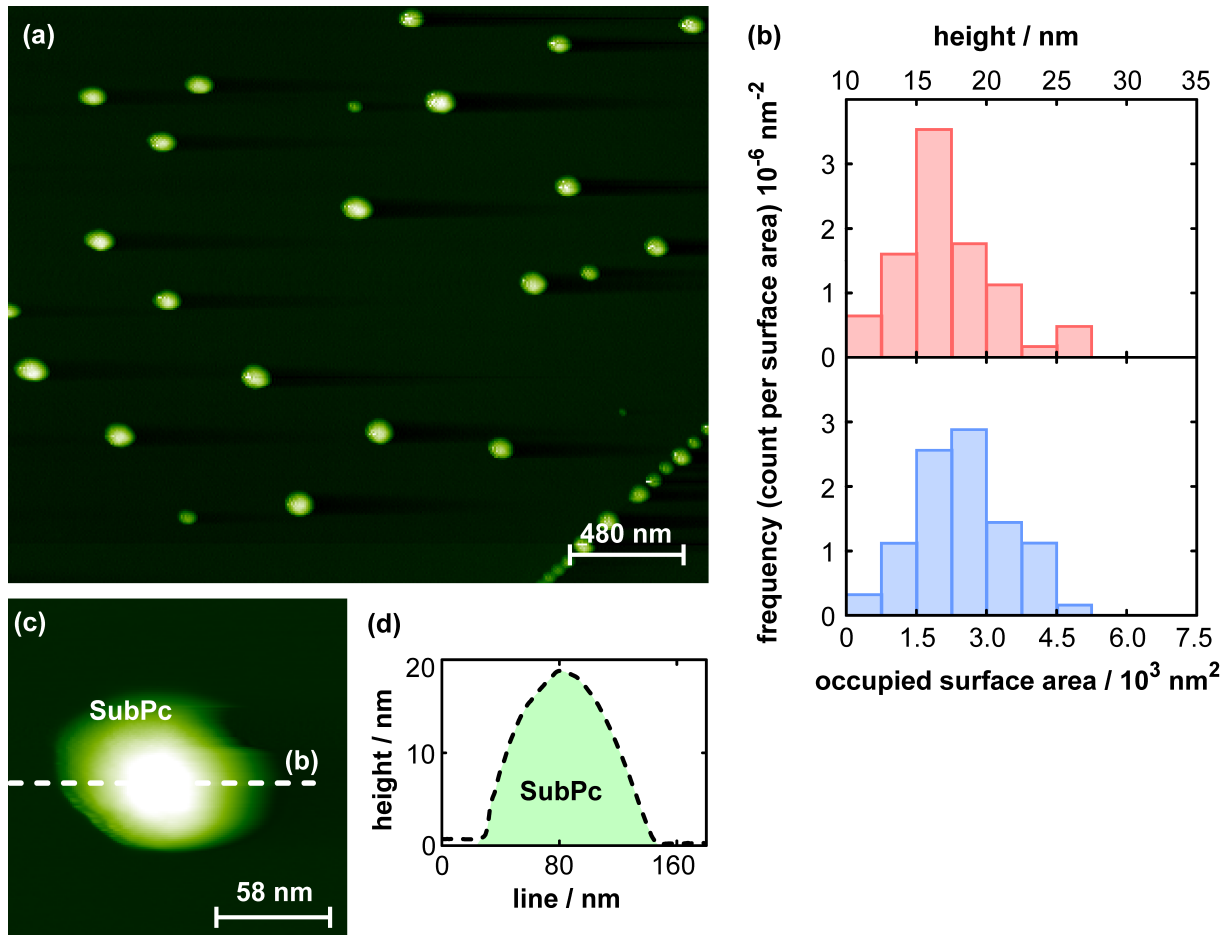 (a)
480 nm
(b)
height / nm
10 15 20 25 30 35
frequency (count per surface area) 10⁻⁶ nm⁻²
3
2
1
0
3
2
1
0
0 1.5 3.0 4.5 6.0 7.5
occupied surface area / 10³ nm²
(c)
SubPc
(b)
58 nm
(d)
20
10
0
height / nm
SubPc
0 80 160
line / nm